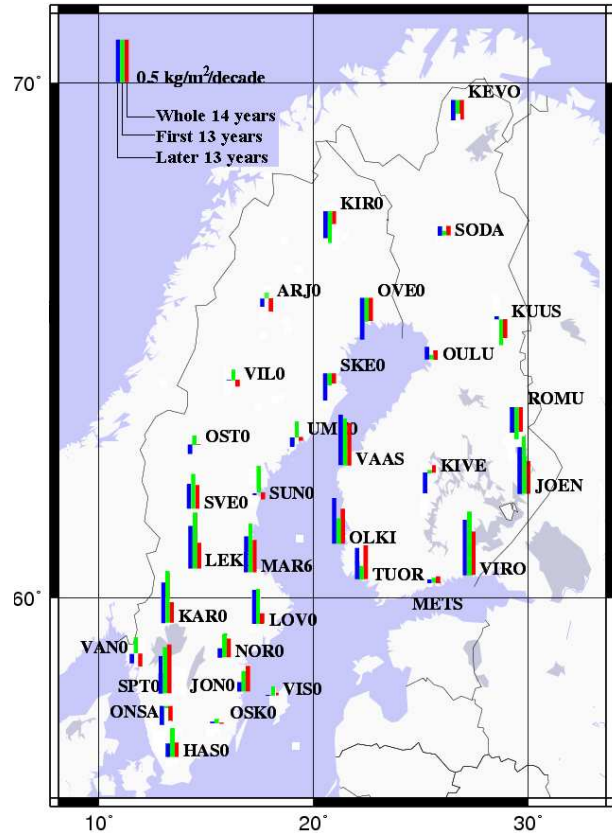 70°
0.5 kg/m²/decade
KEVO
Whole 14 years
First 13 years
Later 13 years
KIR0
SODA
ARJ0
OVE0
KUUS
OULU
VIL0
SKE0
ROMU
OST0
VAAS
KIVE
JOEN
SUN0
SVE0
OLKI
LEK
MAR6
TUOR
VIRO
60°
METS
KAR0
LOV0
VAN0
NOR0
SPT0
JON0
VIS0
ONSA
OSK0
HAS0
10°
20°
30°